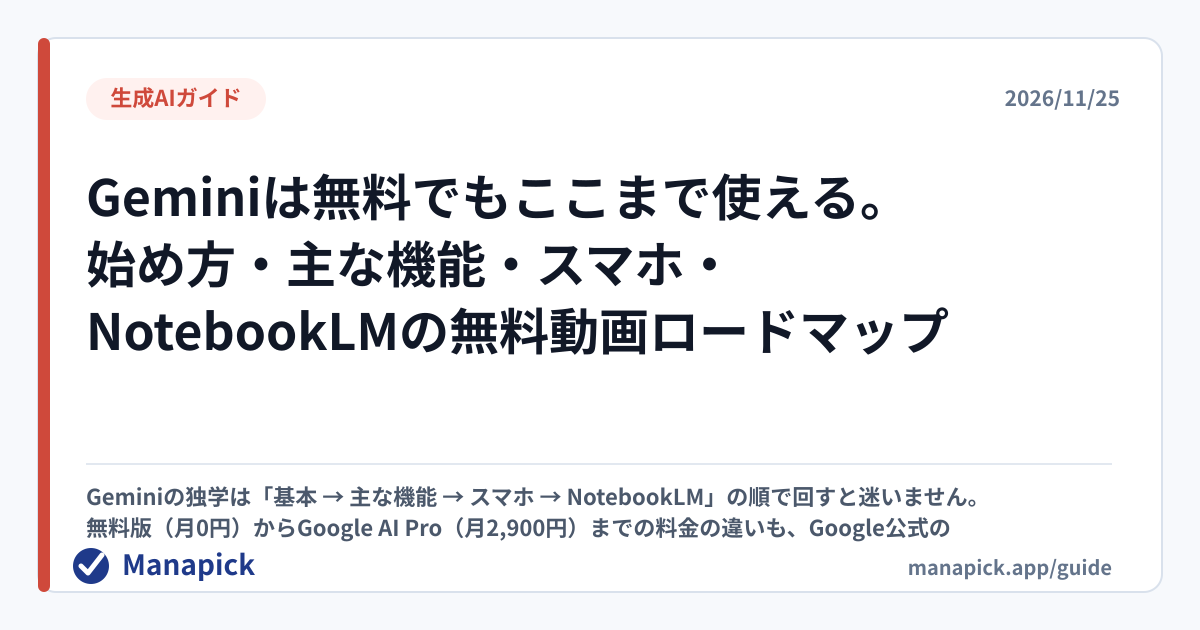 生成AIガイド
2026/11/25
Geminiは無料でもここまで使える。
始め方・主な機能・スマホ・
NotebookLMの無料動画ロードマップ
Geminiの独学は「基本 → 主な機能 → スマホ → NotebookLM」の順で回すと迷いません。
無料版（月0円）からGoogle AI Pro（月2,900円）までの料金の違いも、Google公式の
Manapick
manapick.app/guide